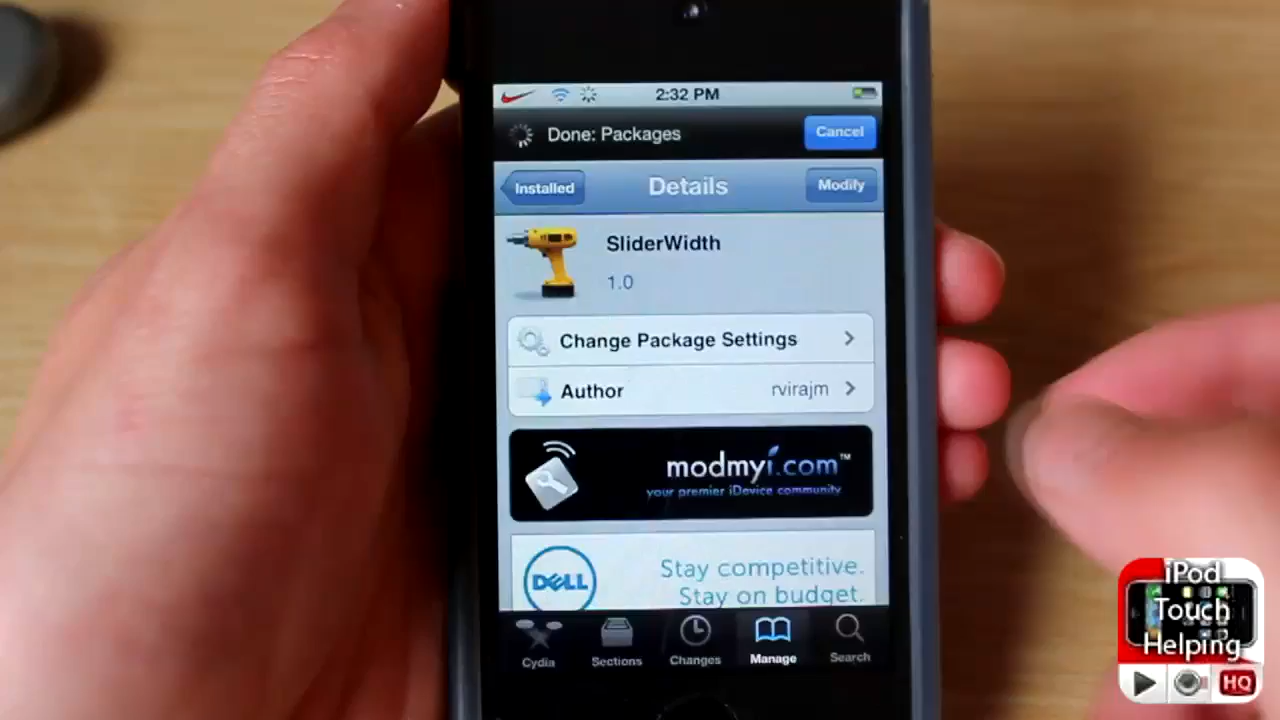 2:32 PM
Done: Packages
Cancel
Installed
Details
Modify
SliderWidth
1.0
Change Package Settings
Author
rvirajm
modmyi.com™
your premier iDevice community
DELL
Stay competitive.
Stay on budget.
Cydia
Sections
Changes
Manage
Search
iPod
Touch
Helping
HQ